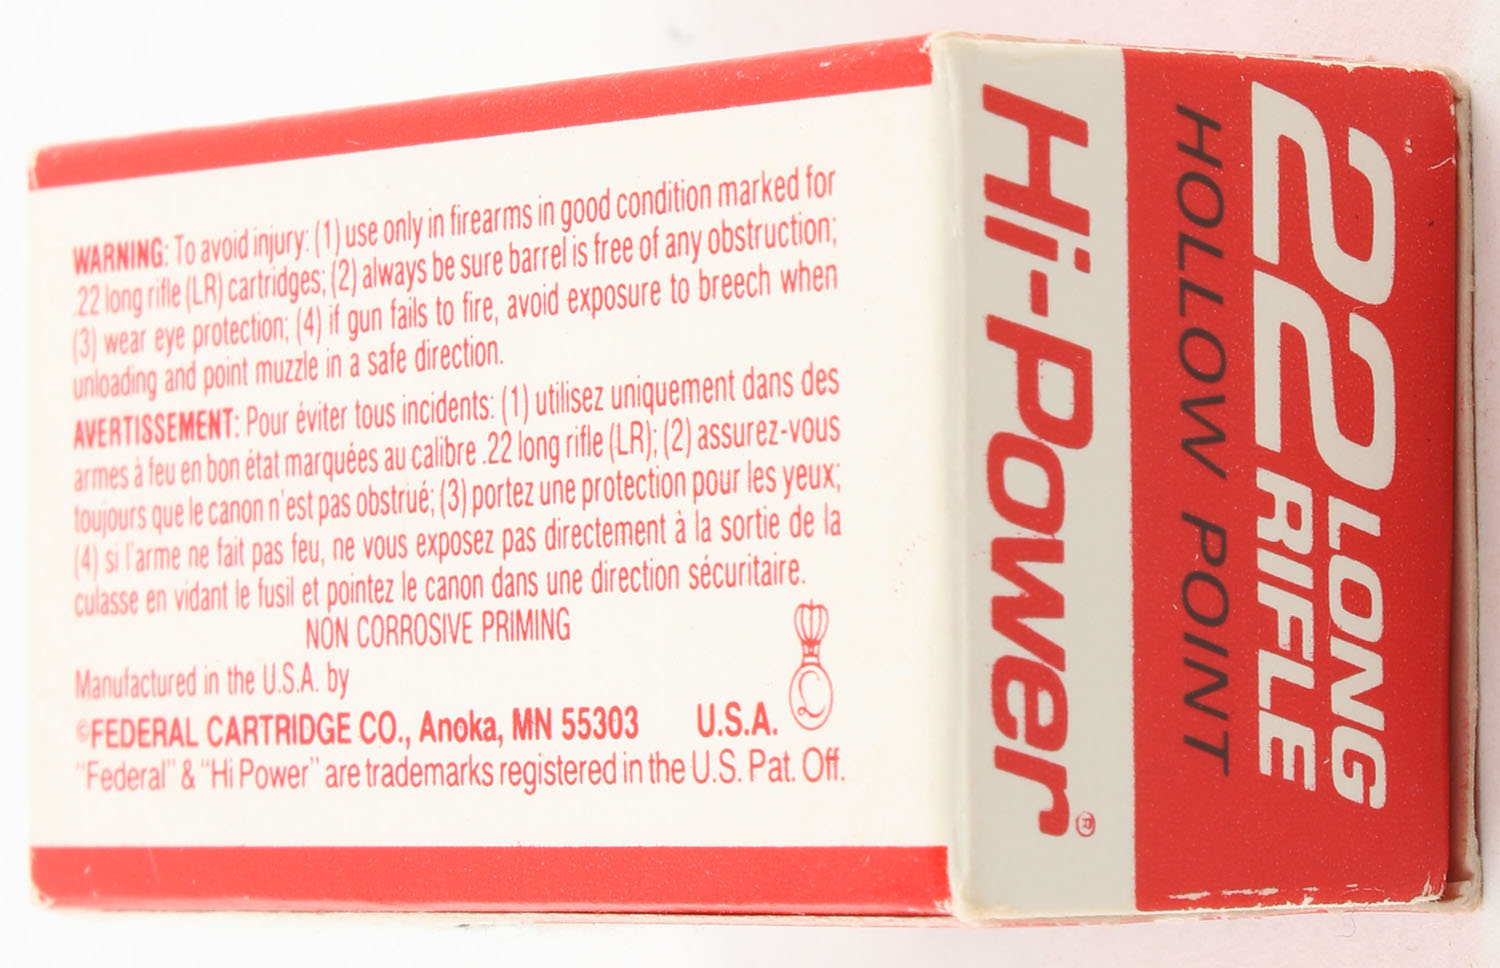 WARNING: To avoid injury: (1) use only in firearms in good condition marked for
.22 long rifle (LR) cartridges; (2) always be sure barrel is free of any obstruction;
(3) wear eye protection; (4) if gun fails to fire, avoid exposure to breech when
unloading and point muzzle in a safe direction.
AVERTISSEMENT: Pour éviter tous incidents: (1) utilisez uniquement dans des
armes à feu en bon état marquées au calibre .22 long rifle (LR); (2) assurez-vous
toujours que le canon n'est pas obstrué; (3) portez une protection pour les yeux;
(4) si l'arme ne fait pas feu, ne vous exposez pas directement à la sortie de la
culasse en vidant le fusil et pointez le canon dans une direction sécuritaire.
NON CORROSIVE PRIMING
Manufactured in the U.S.A. by
©FEDERAL CARTRIDGE CO., Anoka, MN 55303 U.S.A.
"Federal" & "Hi Power" are trademarks registered in the U.S. Pat. Off.
22 LONG
RIFLE
HOLLOW POINT
Hi-Power®